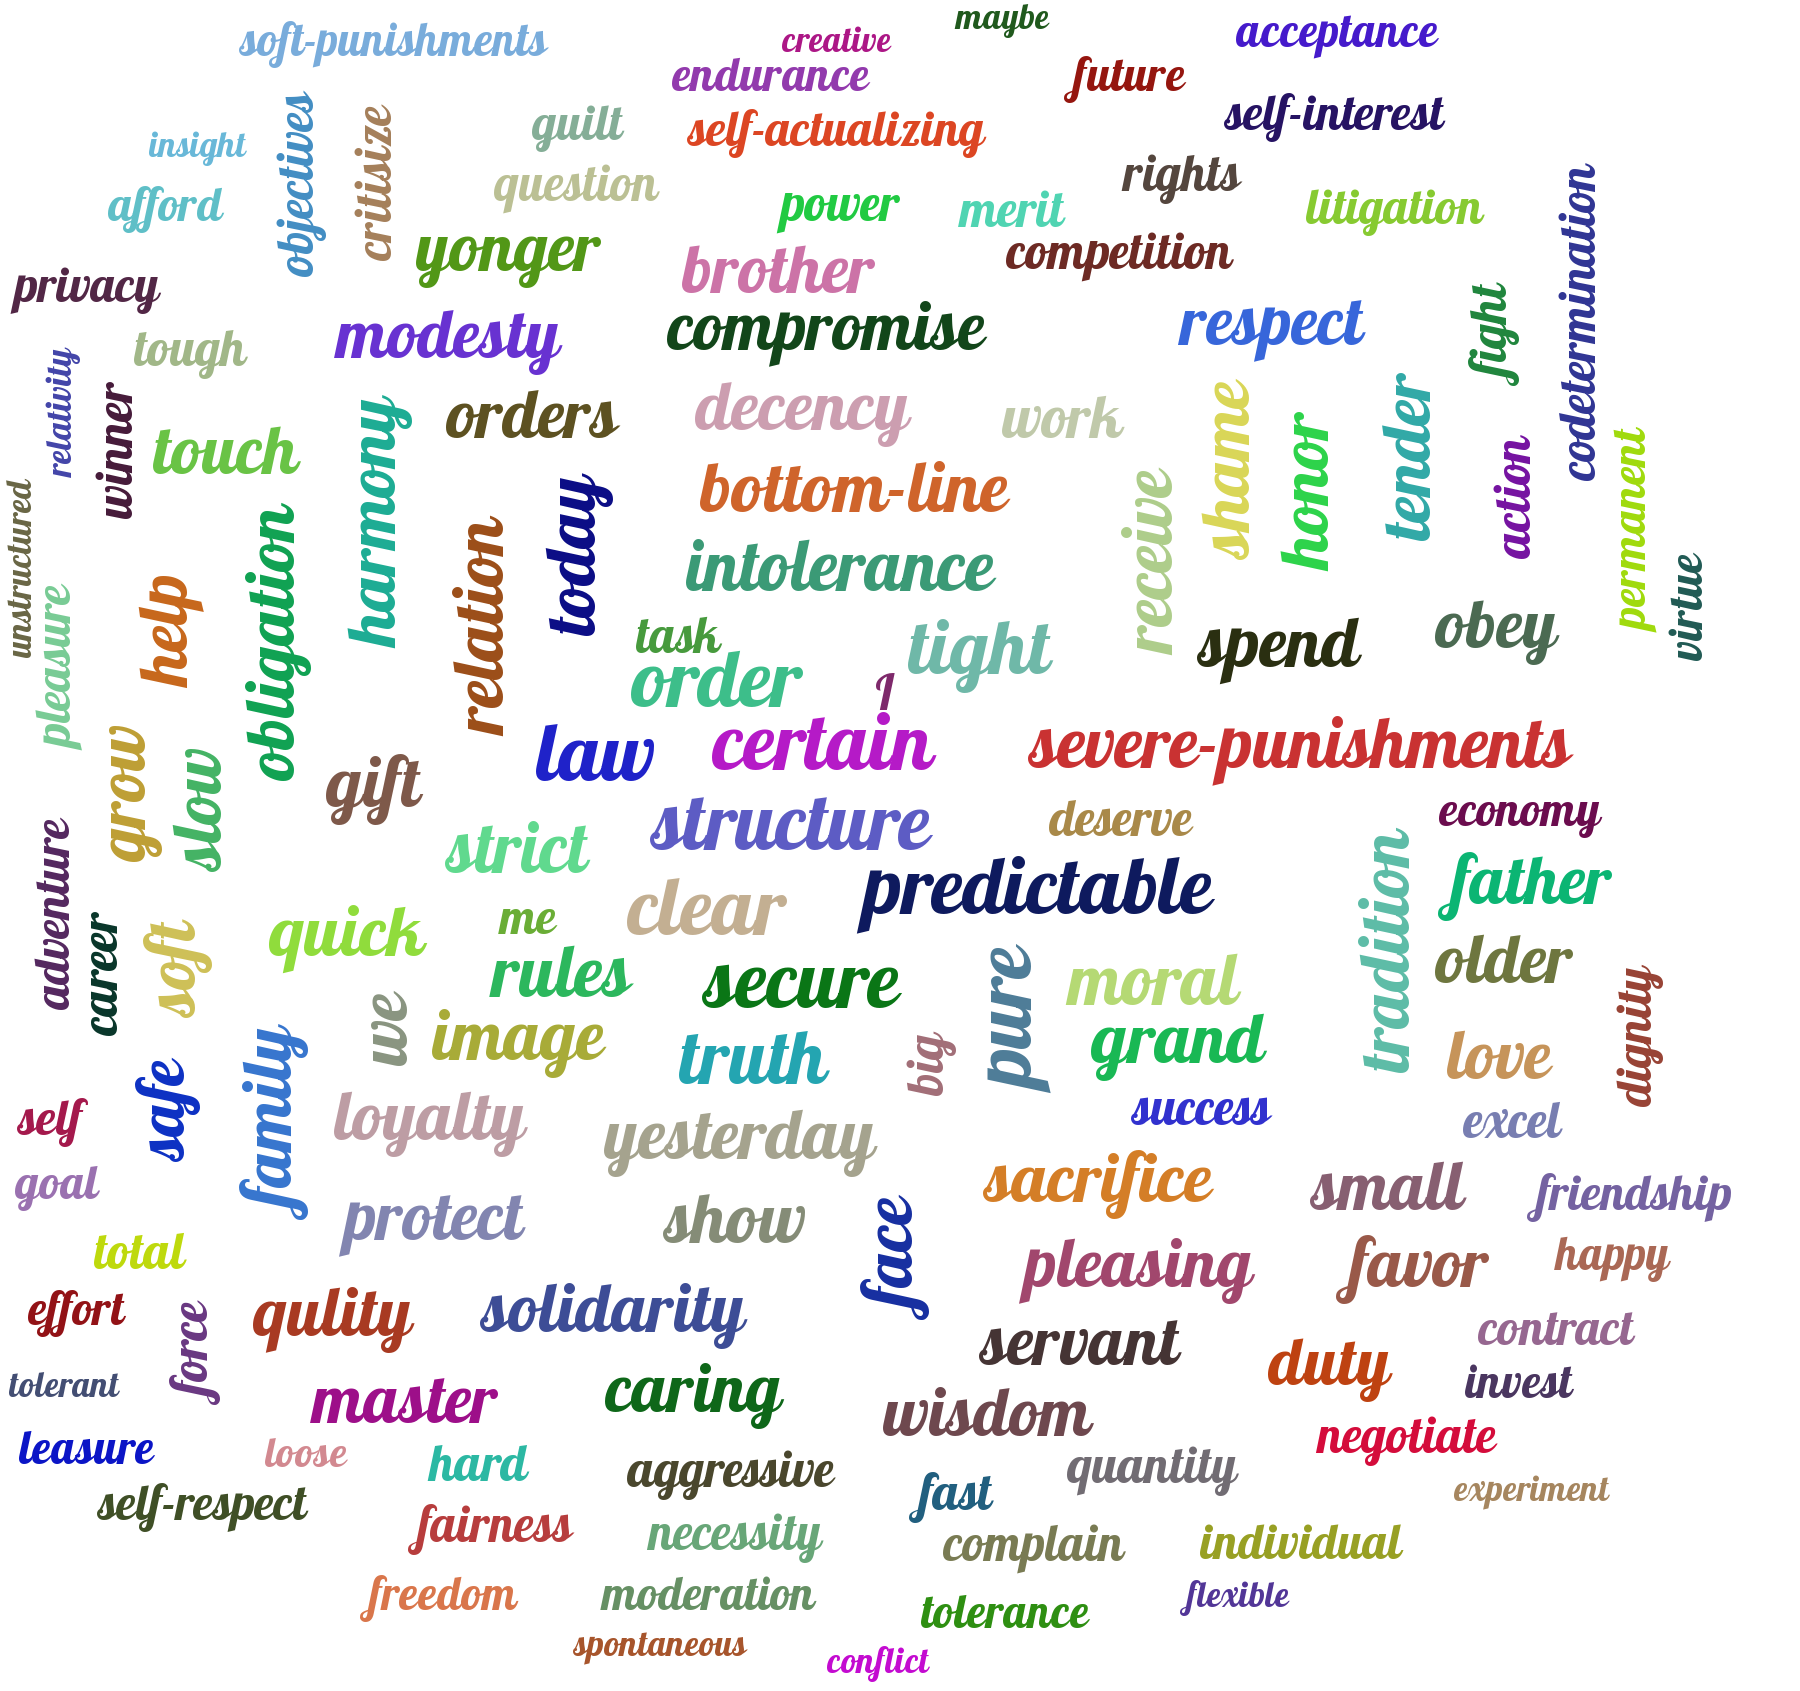 maybe
soft-punishments
creative
acceptance
endurance
future
objectives
critisize
guilt
self-actualizing
self-interest
insight
question
rights
afford
power
merit
litigation
codetermination
yonger
brother
competition
privacy
modesty
compromise
respect
fight
tough
relativity
winner
touch
harmony
orders
decency
work
shame
honor
tender
action
permanent
unstructured
obligation
relation
today
bottom-line
receive
virtue
pleasure
help
intolerance
task
tight
spend
obey
order
I
grow
slow
gift
law
certain
severe-punishments
adventure
strict
structure
deserve
economy
career
soft
quick
me
clear
predictable
tradition
father
rules
secure
pure
moral
older
dignity
we
image
truth
big
grand
love
self
safe
family
loyalty
yesterday
success
excel
goal
sacrifice
small
friendship
protect
show
face
total
pleasing
favor
happy
effort
force
qulity
solidarity
servant
duty
contract
tolerant
master
caring
wisdom
invest
leasure
loose
hard
aggressive
quantity
negotiate
self-respect
fast
experiment
fairness
necessity
complain
individual
freedom
moderation
tolerance
flexible
spontaneous
conflict